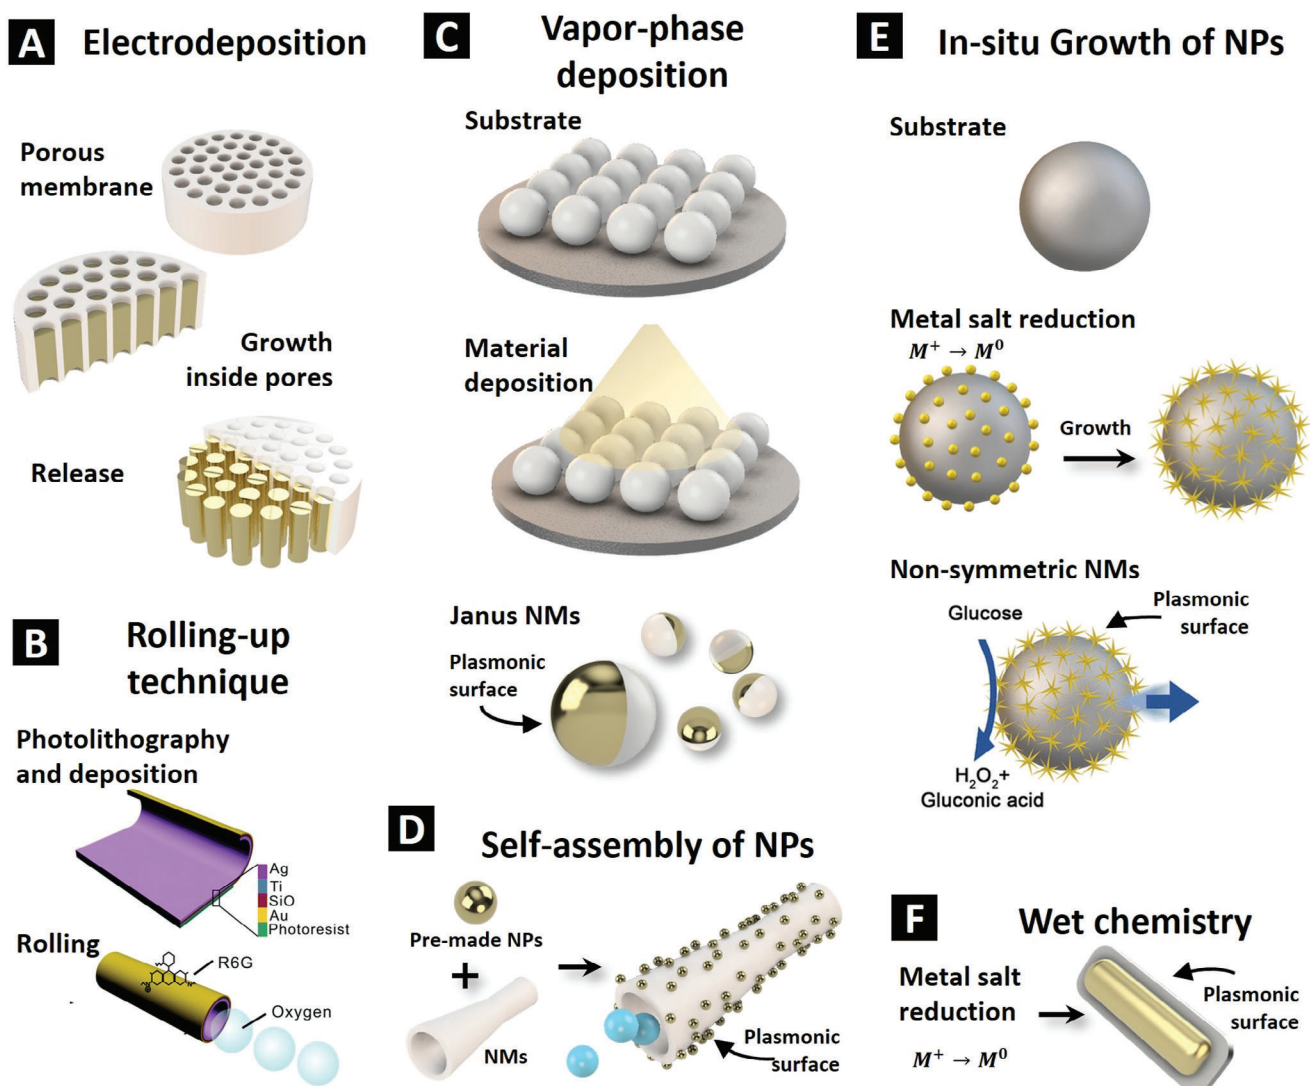 A Electrodeposition
Porous
membrane
Growth
inside pores
Release
B Rolling-up
technique
Photolithography
and deposition
Ag
Ti
SiO
Au
Photoresist
Rolling
R6G
Oxygen
C Vapor-phase
deposition
Substrate
Material
deposition
Janus NMs
Plasmonic
surface
D Self-assembly of NPs
Pre-made NPs
+
NMs
Plasmonic
surface
E In-situ Growth of NPs
Substrate
Metal salt reduction
M⁺ → M⁰
Growth
Non-symmetric NMs
Glucose
Plasmonic
surface
H₂O₂+
Gluconic acid
F Wet chemistry
Metal salt
reduction
M⁺ → M⁰
Plasmonic
surface